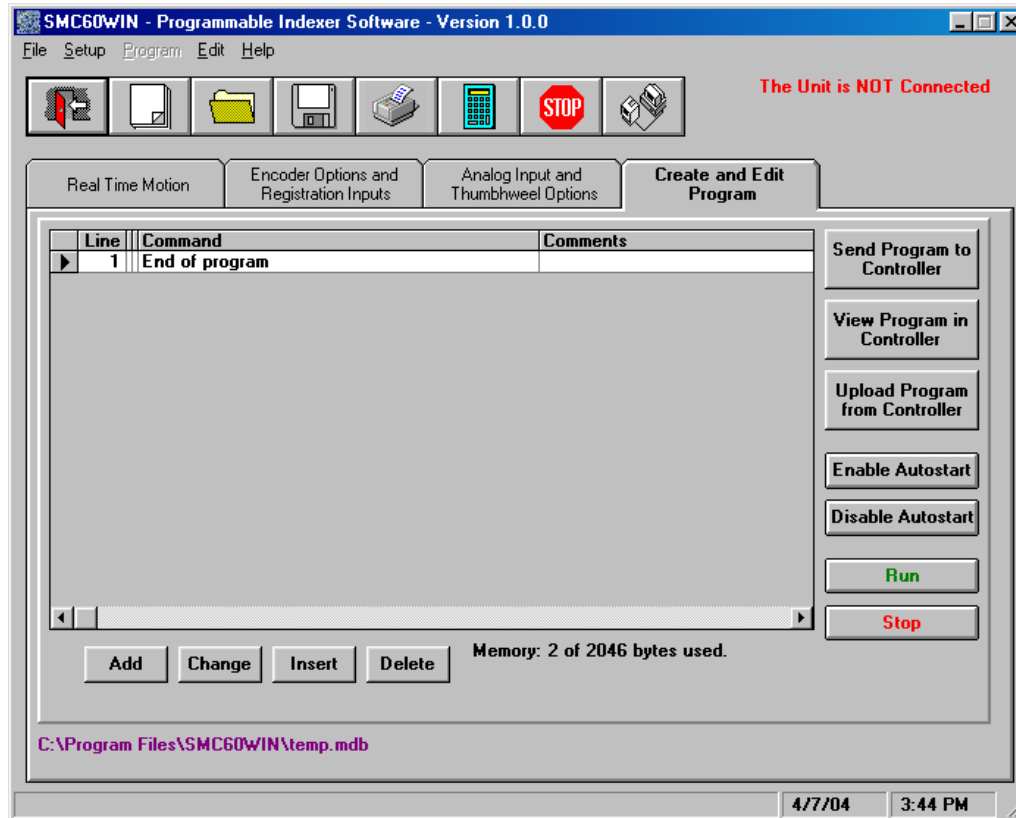 SMC60WIN - Programmable Indexer Software - Version 1.0.0
File Setup Program Edit Help
STOP
The Unit is NOT Connected
Real Time Motion
Encoder Options and
Registration Inputs
Analog Input and
Thumbhweel Options
Create and Edit
Program
Line Command Comments
1 End of program
Send Program to
Controller
View Program in
Controller
Upload Program
from Controller
Enable Autostart
Disable Autostart
Run
Stop
Add Change Insert Delete
Memory: 2 of 2046 bytes used.
C:\Program Files\SMC60WIN\temp.mdb
4/7/04 3:44 PM